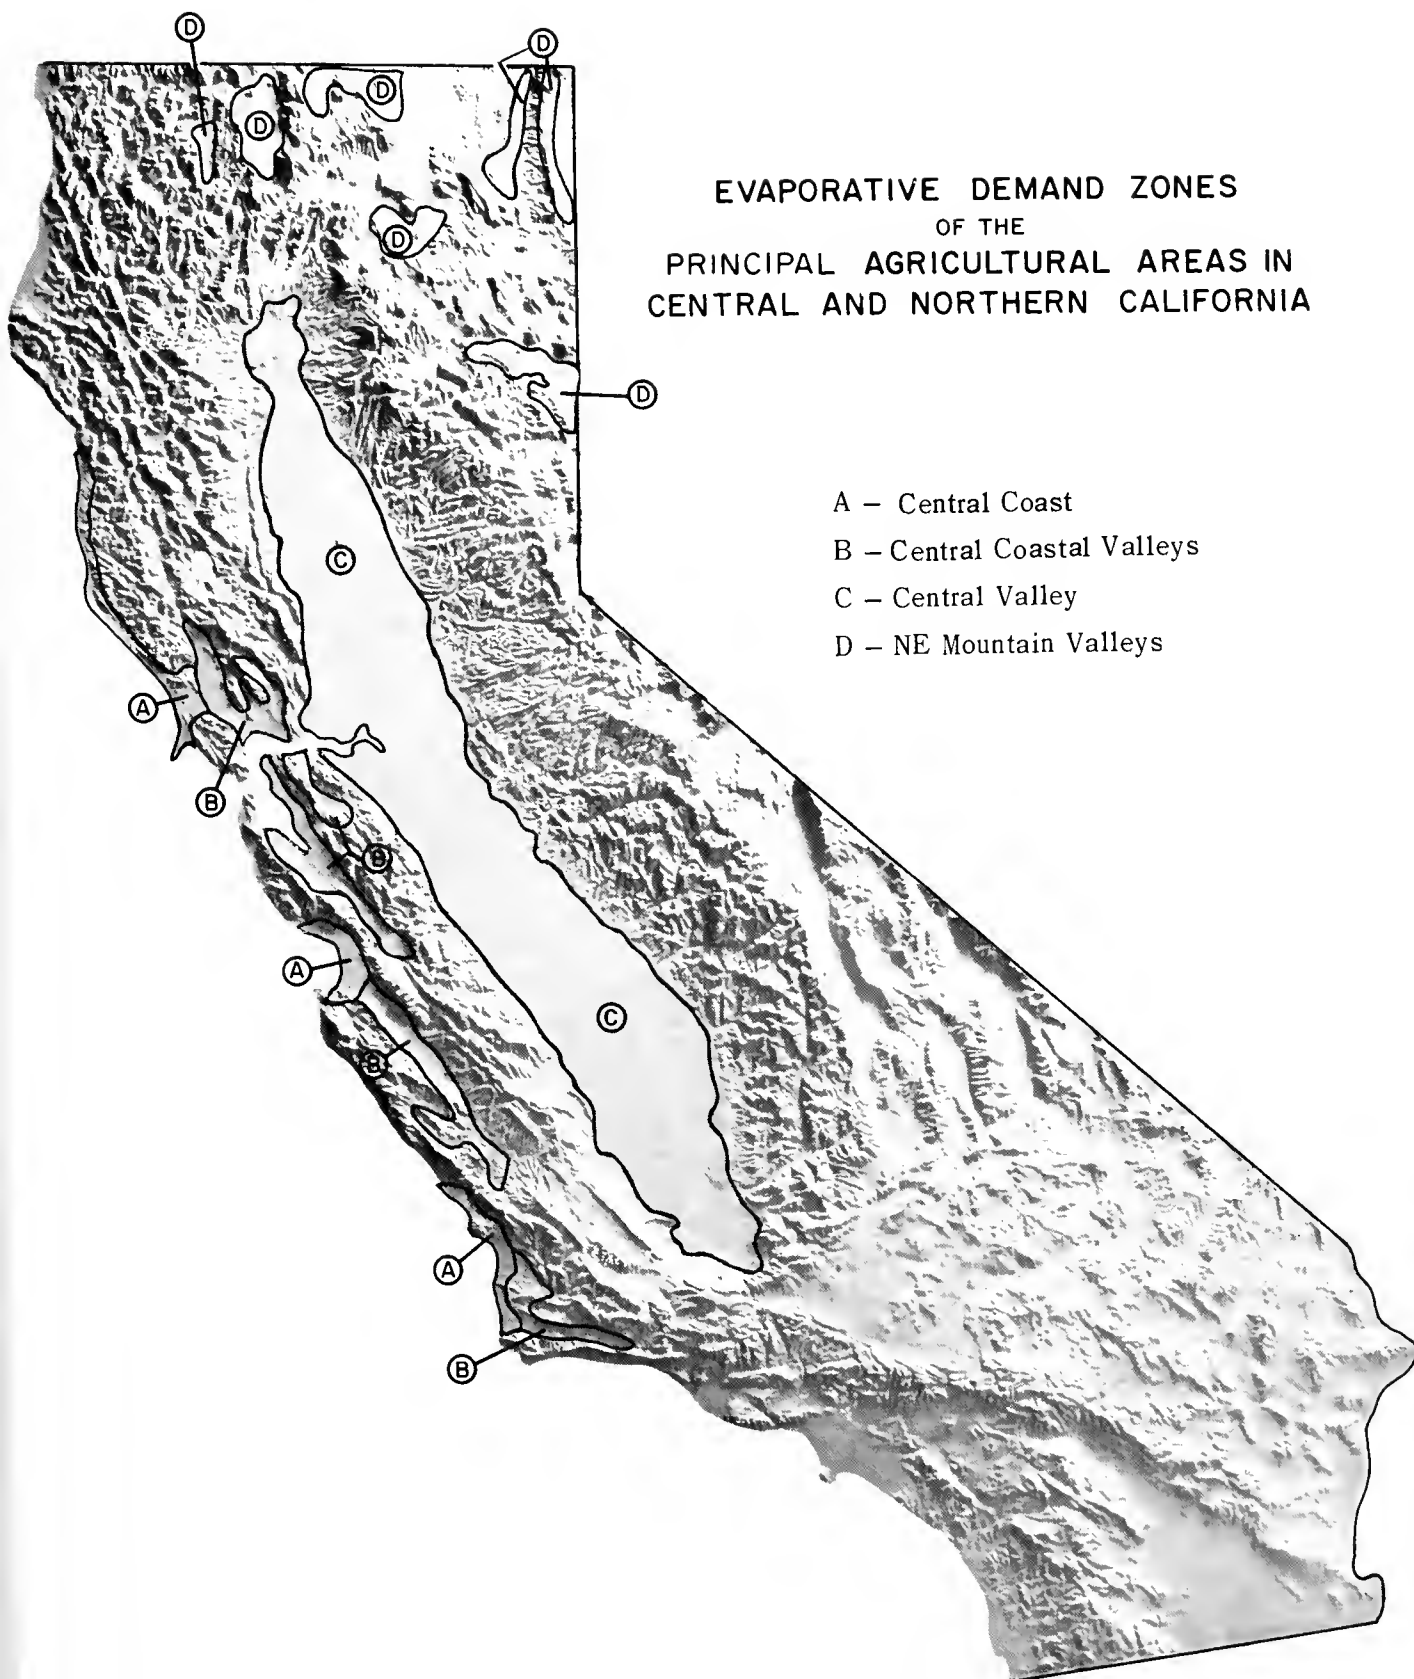 D
D
D
D
EVAPORATIVE DEMAND ZONES
OF THE
PRINCIPAL AGRICULTURAL AREAS IN
CENTRAL AND NORTHERN CALIFORNIA
D
D
A – Central Coast
B – Central Coastal Valleys
C – Central Valley
D – NE Mountain Valleys
C
A
B
B
A
C
B
A
B